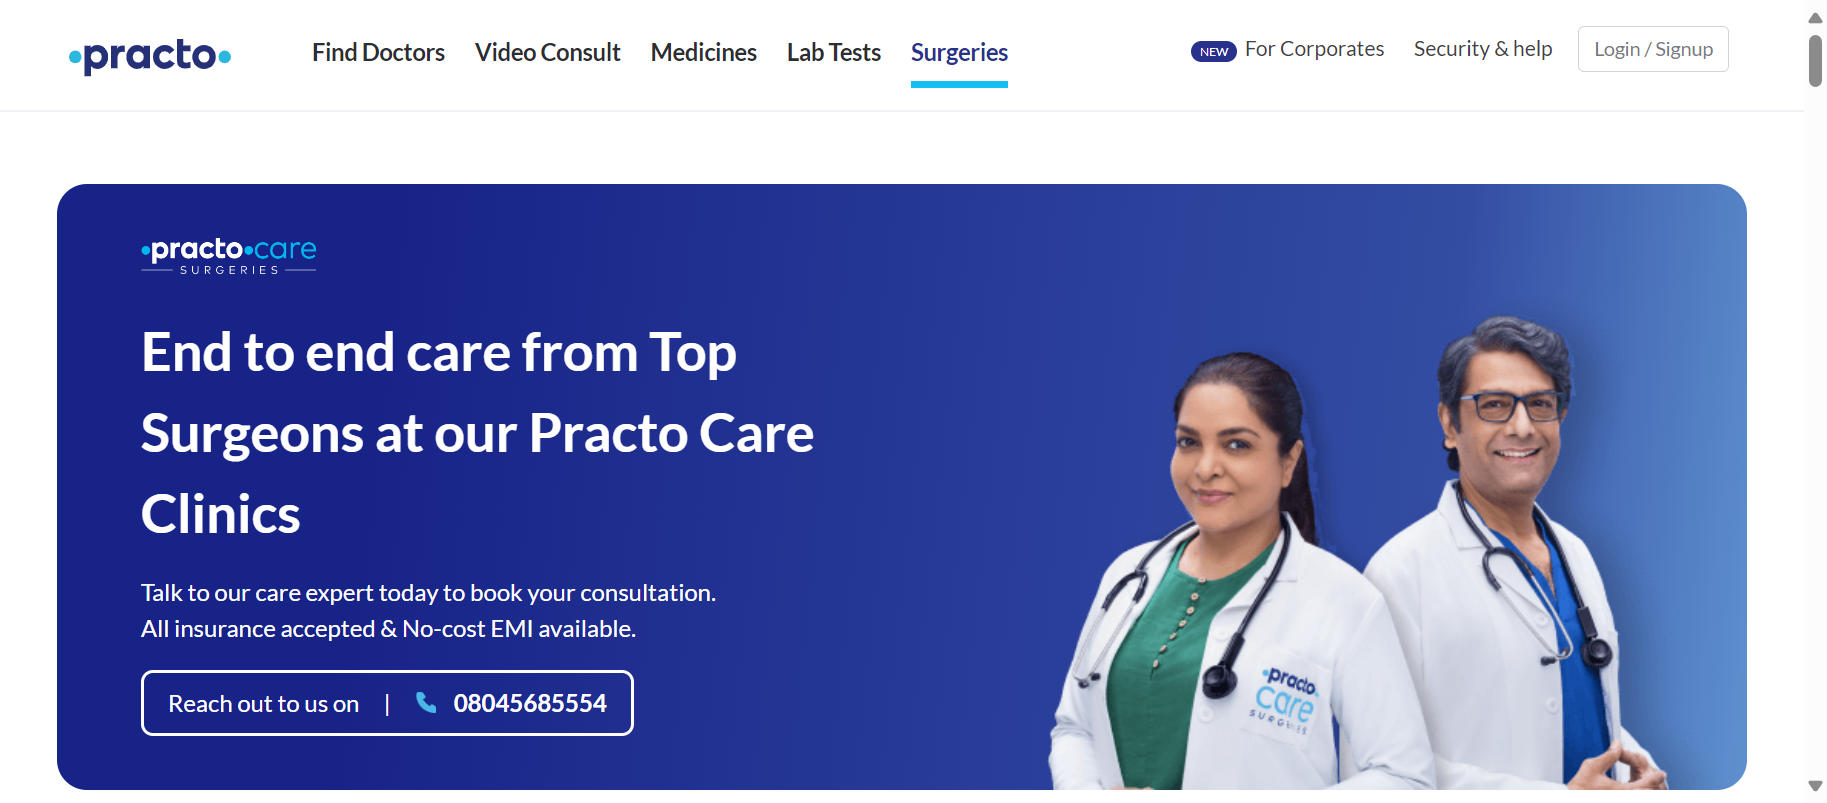 practo
Find Doctors
Video Consult
Medicines
Lab Tests
Surgeries
NEW
For Corporates
Security & help
Login / Signup
practo care
SURGERIES
End to end care from Top
Surgeons at our Practo Care
Clinics
Talk to our care expert today to book your consultation.
All insurance accepted & No-cost EMI available.
Reach out to us on | 08045685554
practo
care
SURGERIES